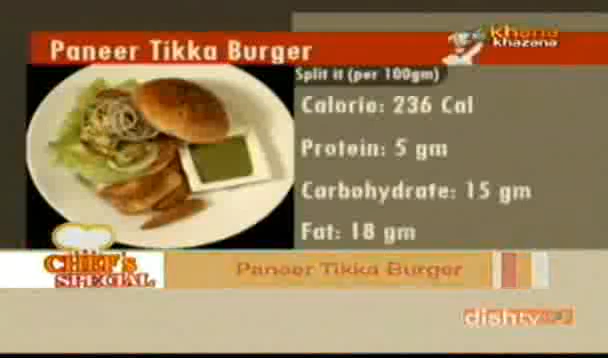 Paneer Tikka Burger
khana
khazana
Split it (per 100gm)
Calorie: 236 Cal
Protein: 5 gm
Carbohydrate: 15 gm
Fat: 18 gm
CHEF's
SPECIAL
Paneer Tikka Burger
dishtv